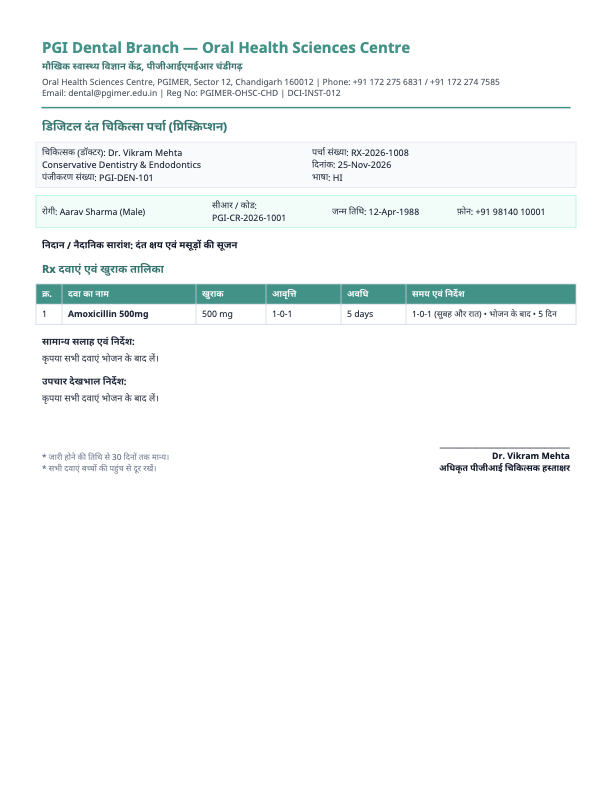 PGI Dental Branch — Oral Health Sciences Centre
मौखिक स्वास्थ्य विज्ञान केंद्र, पीजीआईएमईआर चंडीगढ़
Oral Health Sciences Centre, PGIMER, Sector 12, Chandigarh 160012 | Phone: +91 172 275 6831 / +91 172 274 7585
Email: dental@pgimer.edu.in | Reg No: PGIMER-OHSC-CHD | DCI-INST-012
डिजिटल दंत चिकित्सा पर्चा (प्रिस्क्रिप्शन)
चिकित्सक (डॉक्टर): Dr. Vikram Mehta
Conservative Dentistry & Endodontics
पंजीकरण संख्या: PGI-DEN-101
पर्चा संख्या: RX-2026-1008
दिनांक: 25-Nov-2026
भाषा: HI
रोगी: Aarav Sharma (Male)
सीआर / कोड:
PGI-CR-2026-1001
जन्म तिथि: 12-Apr-1988
फ़ोन: +91 98140 10001
निदान / नैदानिक सारांश: दंत क्षय एवं मसूड़ों की सूजन
Rx दवाएं एवं खुराक तालिका
क्र. दवा का नाम खुराक आवृत्ति अवधि समय एवं निर्देश
1 Amoxicillin 500mg 500 mg 1-0-1 5 days 1-0-1 (सुबह और रात) • भोजन के बाद • 5 दिन
सामान्य सलाह एवं निर्देश:
कृपया सभी दवाएं भोजन के बाद लें।
उपचार देखभाल निर्देश:
कृपया सभी दवाएं भोजन के बाद लें।
* जारी होने की तिथि से 30 दिनों तक मान्य।
* सभी दवाएं बच्चों की पहुंच से दूर रखें।
Dr. Vikram Mehta
अधिकृत पीजीआई चिकित्सक हस्ताक्षर